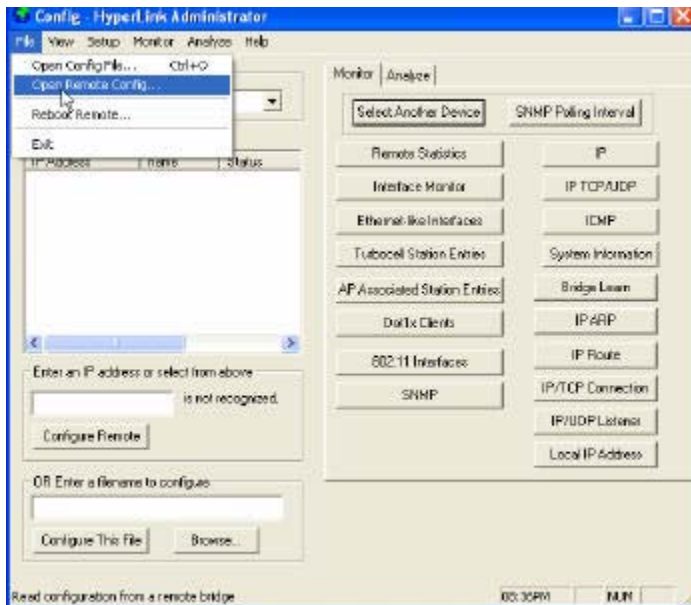 Config - HyperLink Administrator
File View Setup Monitor Analyze Help
Open Config File... Ctrl+O
Open Remote Config...
Reboot Remote...
Exit
IP Address Name Status
Enter an IP address or select from above
is not recognized.
Configure Remote
OR Enter a filename to configure
Configure This File Browse...
Monitor Analyze
Select Another Device SNMP Polling Interval
Remote Statistics IP
Interface Monitor IP TCP/UDP
Ethernet-like Interfaces ICMP
Turbocell Station Entries System Information
AP Associated Station Entries Bridge Learn
Dot1x Clients IP ARP
802.11 Interfaces IP Route
SNMP IP/TCP Connection
IP/UDP Listener
Local IP Address
Read configuration from a remote bridge 05:35PM NUM